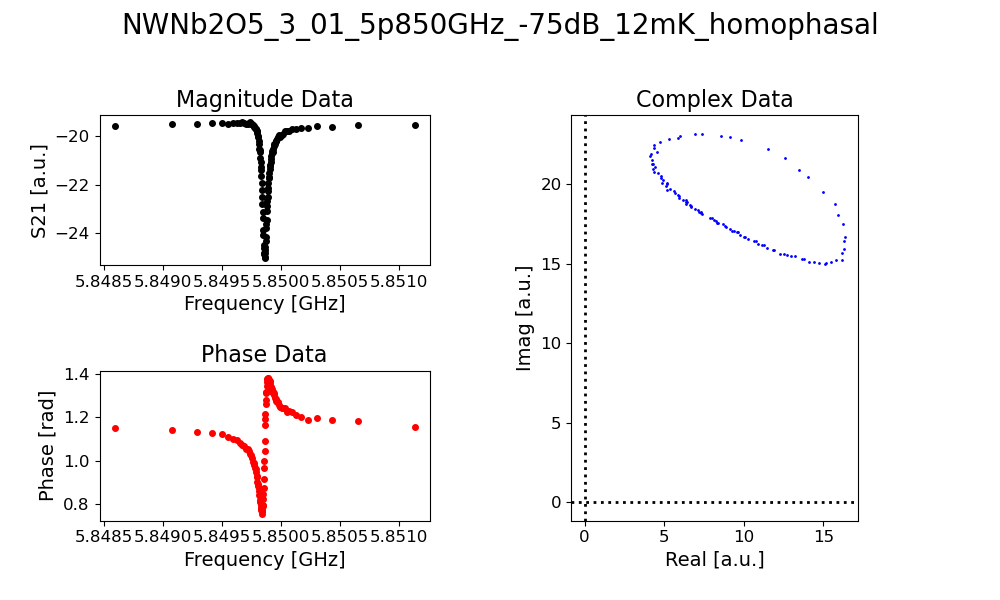 NWNb2O5_3_01_5p850GHz_-75dB_12mK_homophasal
Magnitude Data
S21 [a.u.]
−20
−22
−24
5.8485 5.8490 5.8495 5.8500 5.8505 5.8510
Frequency [GHz]
Phase Data
Phase [rad]
1.4
1.2
1.0
0.8
5.8485 5.8490 5.8495 5.8500 5.8505 5.8510
Frequency [GHz]
Complex Data
Imag [a.u.]
20
15
10
5
0
0 5 10 15
Real [a.u.]